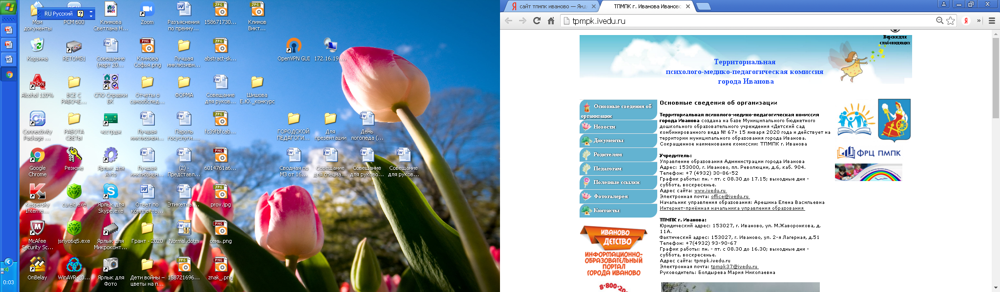 RU Русский
Мои документы
PCM 600
Климова Светлана Н...
Zoom
Разъяснения по приему...
158671730...
Климов Викт...
Корзина
RETOM51
Совещание (март 20...
Климова Софья.png
Лучшая инклюзивн...
abstract-sk...
OpenVPN GUI
172.16.19....
Alcohol 120%
ВСЕ С РАБОЧЕ...
СПО Справки БК
Отчеты о самообслед...
ФОРМА
Совещание для руков...
Шишова Е.Ю._конкурс
Connectivity Package ...
РАБОТА СВЕТЫ
чсстрдж
Лучшая инклюзивн...
Пароль госуслуги....
fc39fbfcab...
ГОРОДСКОЙ ПЕДАГОГИ...
Для презентации
День логопеда (...
Google Chrome
Резюме
Ярлык для Avto
Лучшая инклюзивн...
(2) - Представл...
6014761a6...
Сводная по МЗ от 16...
Совещание для специа...
Совещание для руково...
Совещание для руков...
Kaspersky Interne...
cureit.exe
Ярлык для Skype.exe
Ответ по комплекто...
Этикетка....
prov.jpg
McAfee Security Sc...
jsnyo6q5.exe
Ярлык для Микроконт...
Грант - 2020
Normal.dotm
семь.png
OnBelay
WinAVR-20...
Ярлык для Фото
Дети войны – цветы на п...
158721696...
znak_.png
0:03
сайт тпмпк иваново — Янд
ТПМПК г. Иванова Ивановс
tpmpk.ivedu.ru
Версия для
слабовидящих
Территориальная
психолого-медико-педагогическая комиссия
города Иванова
Основные сведения об
организации
Новости
Документы
Родителям
Педагогам
Полезные ссылки
Фотогалерея
Контакты
ИВАНОВО
ДЕТСТВО
ИНФОРМАЦИОННО-
ОБРАЗОВАТЕЛЬНЫЙ
ПОРТАЛ
ГОРОДА ИВАНОВО
8-800-20
Основные сведения об организации
Территориальная психолого-медико-педагогическая комиссия
города Иванова создана на базе Муниципального бюджетного
дошкольного образовательного учреждения «Детский сад
комбинированного вида № 67» 15 января 2020 года и действует на
территории муниципального образования города Иванова.
Сокращенное наименование комиссии: ТПМПК г. Иванова
Учредитель:
Управление образования Администрации города Иванова
Адрес: 153000, г. Иваново, пл. Революции, д.6, каб. 904.
Телефон: +7 (4932) 30-86-52
График работы: пн. - пт. с 08.30 до 17.15; выходные дни -
суббота, воскресенье.
Адрес сайта: www.ivedu.ru
Электронная почта: office@ivedu.ru
Начальник управления образования: Арешина Елена Васильевна
Интернет-приёмная начальника управления образования
ТПМПК г. Иванова:
Юридический адрес: 153027, г. Иваново, ул. М.Жаворонкова, д.
11А.
Фактический адрес: 153027, г. Иваново, ул. 2-я Лагерная, д.51
Телефон: +7(4932) 93-90-67
График работы: пн. - пт. с 08.30 до 16.30; выходные дни -
суббота, воскресенье.
Адрес сайта: tpmpk.ivedu.ru
Электронная почта: tpmpk37@ivedu.ru
Руководитель: Болдырева Мария Николаевна
ФРЦ ПМПК